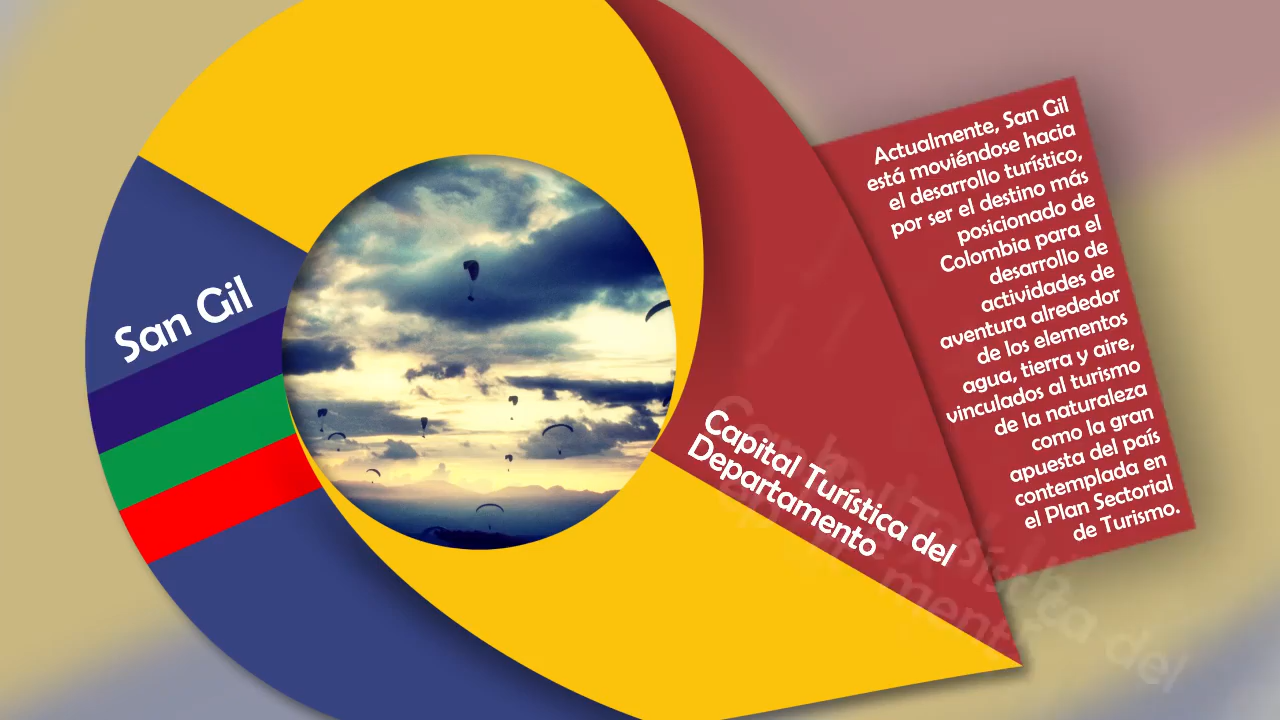 San Gil
Capital Turística del
Departamento
Actualmente, San Gil
está moviéndose hacia
el desarrollo turístico,
por ser el destino más
posicionado de
Colombia para el
desarrollo de
actividades de
aventura alrededor
de los elementos
agua, tierra y aire,
vinculados al turismo
de la naturaleza
como la gran
apuesta del país
contemplada en
el Plan Sectorial
de Turismo.